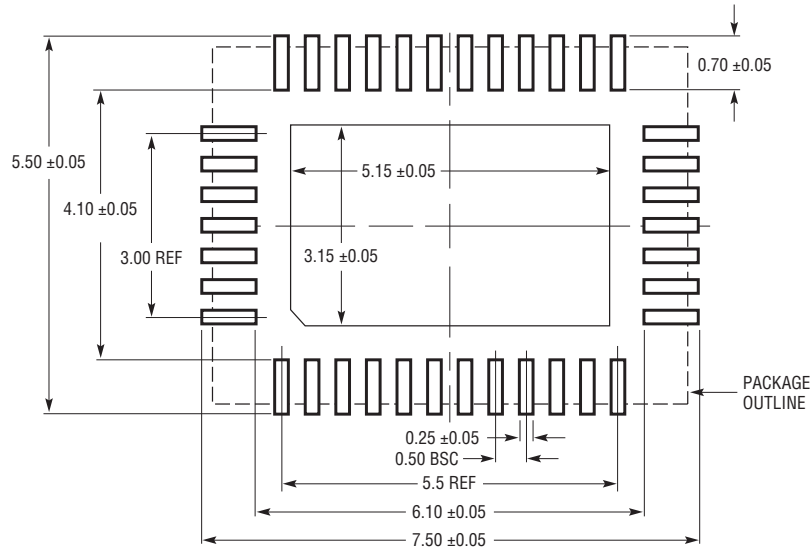 0.70 ±0.05
5.50 ±0.05
5.15 ±0.05
4.10 ±0.05
3.00 REF
3.15 ±0.05
PACKAGE
OUTLINE
0.25 ±0.05
0.50 BSC
5.5 REF
6.10 ±0.05
7.50 ±0.05